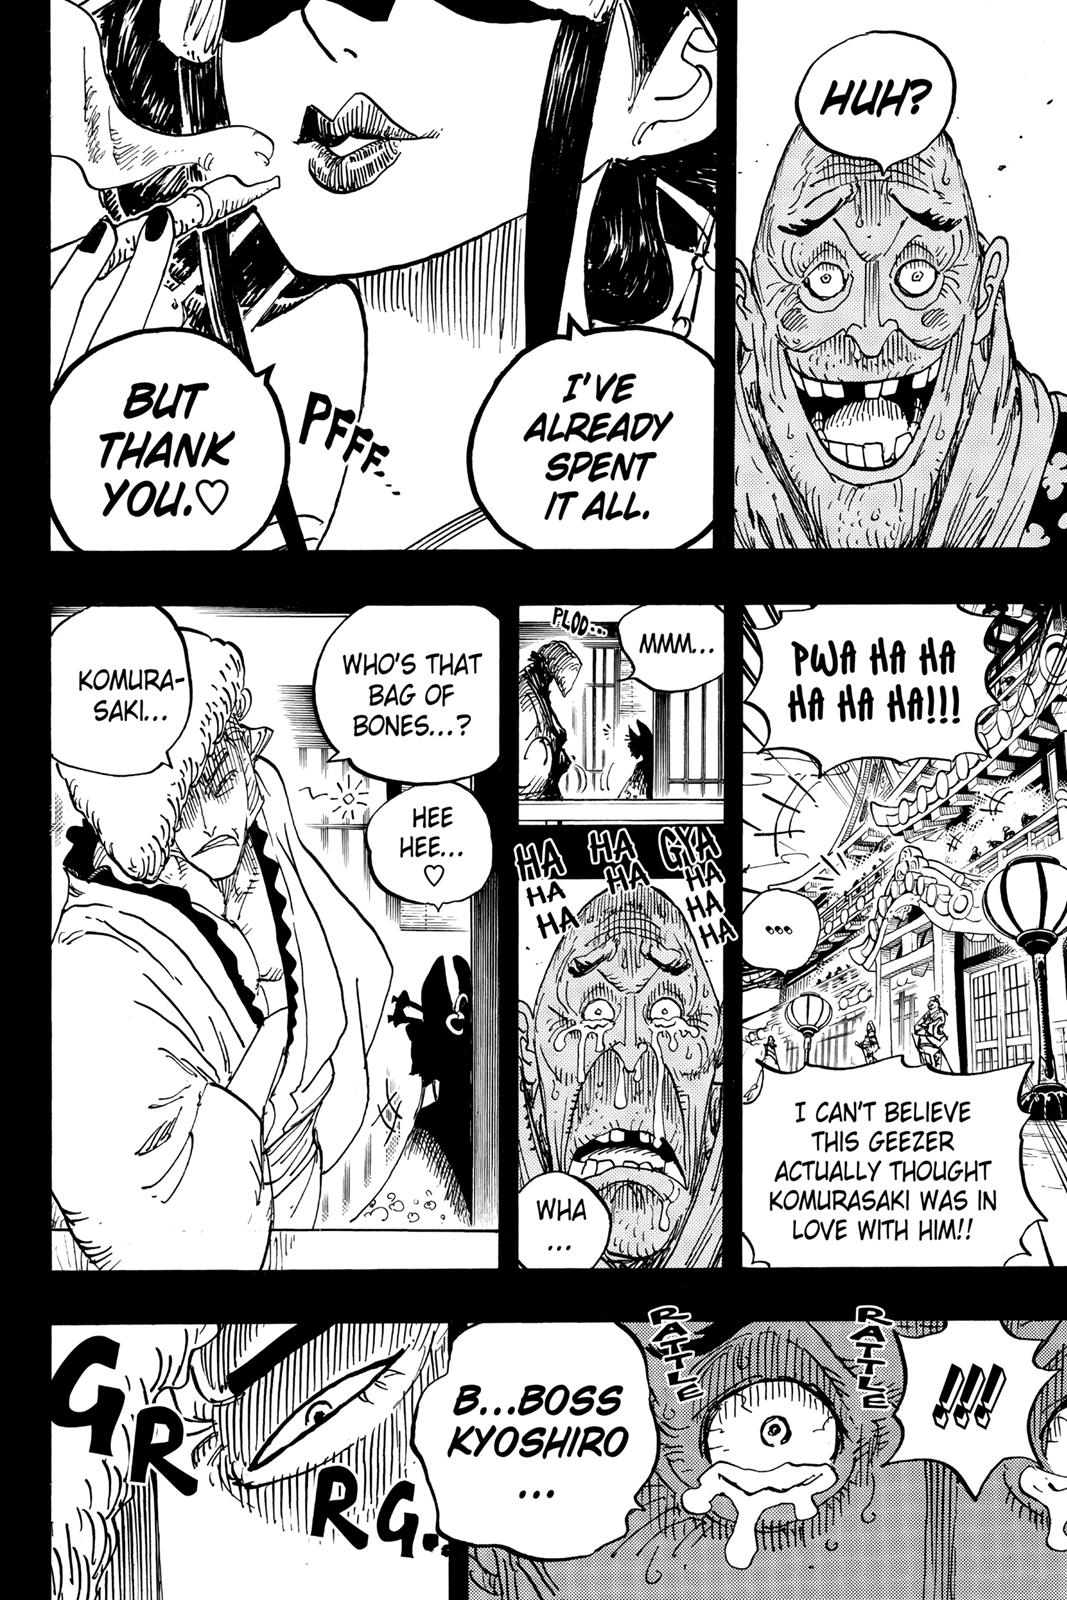 HUH?
I'VE
ALREADY
SPENT
IT ALL.
PFFF...
BUT
THANK
YOU.♡
PWA HA HA
HA HA HA!!!
...
I CAN'T BELIEVE
THIS GEEZER
ACTUALLY THOUGHT
KOMURASAKI WAS IN
LOVE WITH HIM!!
MMM...
PLOD...
GYA
HA
HA
HA
HA
HA
HA
HA
HA
WHA
...
WHO'S THAT
BAG OF
BONES...?
HEE
HEE...
♡
KOMURA-
SAKI...
!!!
RATTLE
RATTLE
B...BOSS
KYOSHIRO
...
GR
RG..